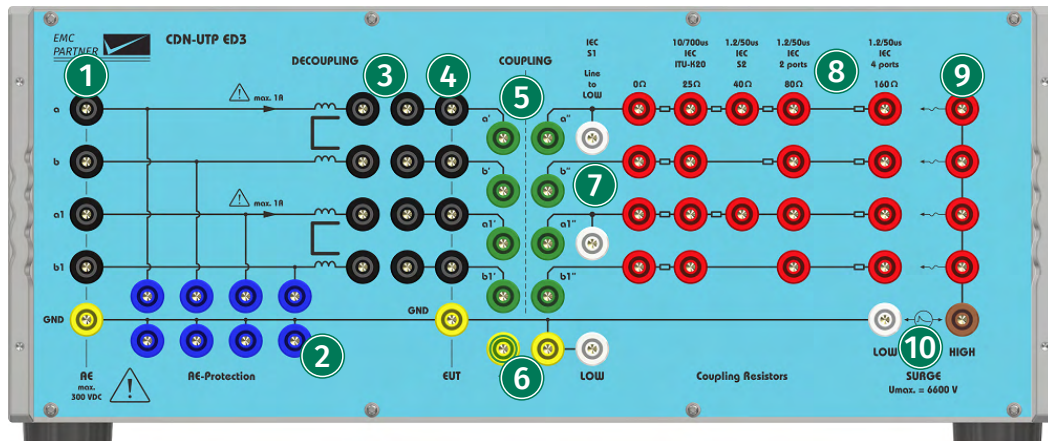 EMC
PARTNER
CDN-UTP ED3
DECOUPLING
COUPLING
IEC
S1
Line
to
LOW
10/700us
IEC
ITU-K20
1.2/50us
IEC
S2
1.2/50us
IEC
2 ports
1.2/50us
IEC
4 ports
0Ω
25Ω
40Ω
80Ω
160Ω
1
2
3
4
5
6
7
8
9
10
a
max. 1A
a'
a"
b
b'
b"
a1
max. 1A
a1'
a1"
b1
b1'
b1"
GND
GND
AE
max.
300 VDC
AE-Protection
EUT
LOW
Coupling Resistors
LOW
HIGH
SURGE
Umax. = 6600 V